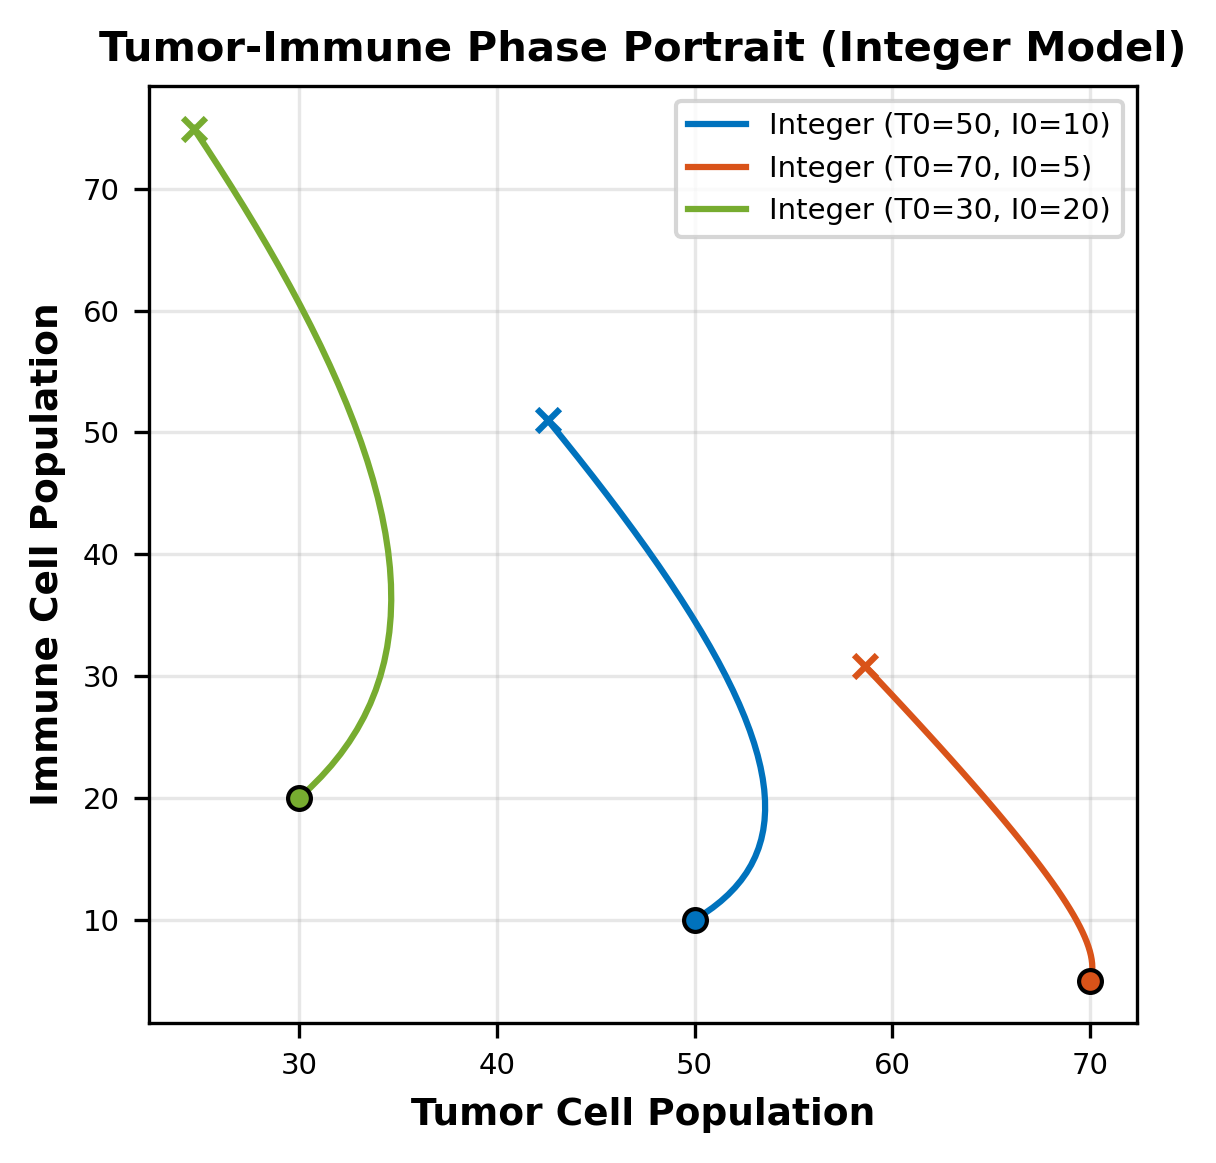 Tumor-Immune Phase Portrait (Integer Model)
Integer (T0=50, I0=10)
Integer (T0=70, I0=5)
Integer (T0=30, I0=20)
Immune Cell Population
70
60
50
40
30
20
10
30 40 50 60 70
Tumor Cell Population